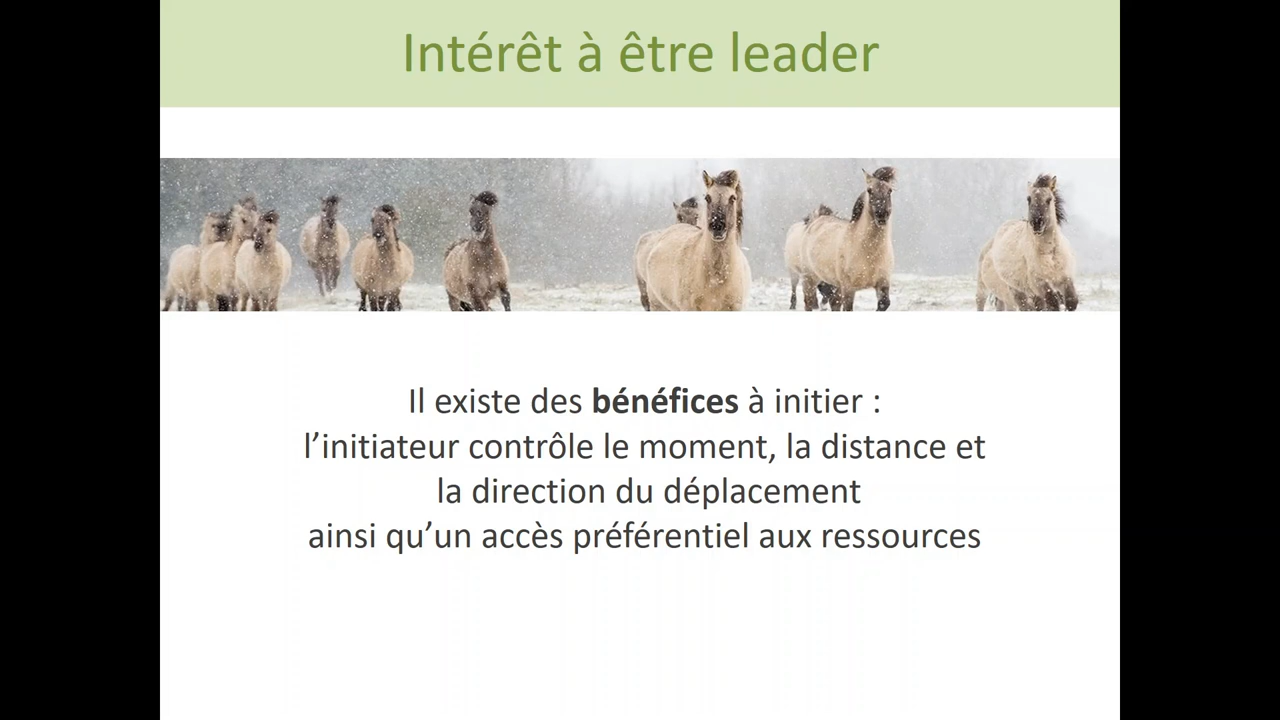 Intérêt à être leader
Il existe des bénéfices à initier :
l’initiateur contrôle le moment, la distance et
la direction du déplacement
ainsi qu’un accès préférentiel aux ressources